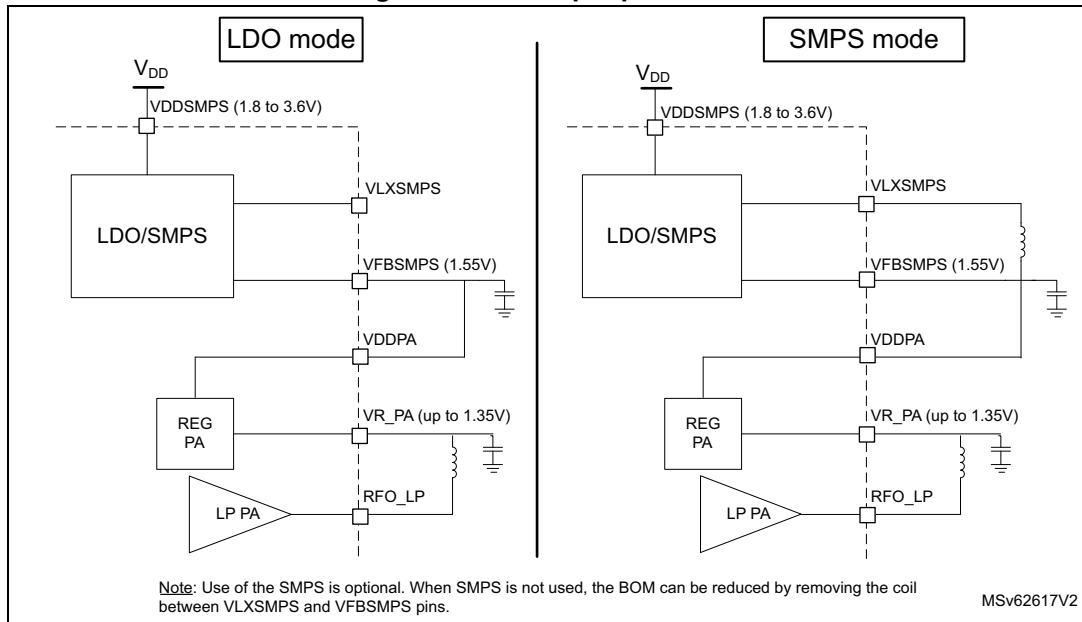 LDO mode
V_DD
VDDSMPS (1.8 to 3.6V)
VLXSMPS
LDO/SMPS
VFBSMPS (1.55V)
VDDPA
REG
PA
VR_PA (up to 1.35V)
LP PA
RFO_LP
SMPS mode
V_DD
VDDSMPS (1.8 to 3.6V)
VLXSMPS
LDO/SMPS
VFBSMPS (1.55V)
VDDPA
REG
PA
VR_PA (up to 1.35V)
LP PA
RFO_LP
Note: Use of the SMPS is optional. When SMPS is not used, the BOM can be reduced by removing the coil
between VLXSMPS and VFBSMPS pins.
MSv62617V2